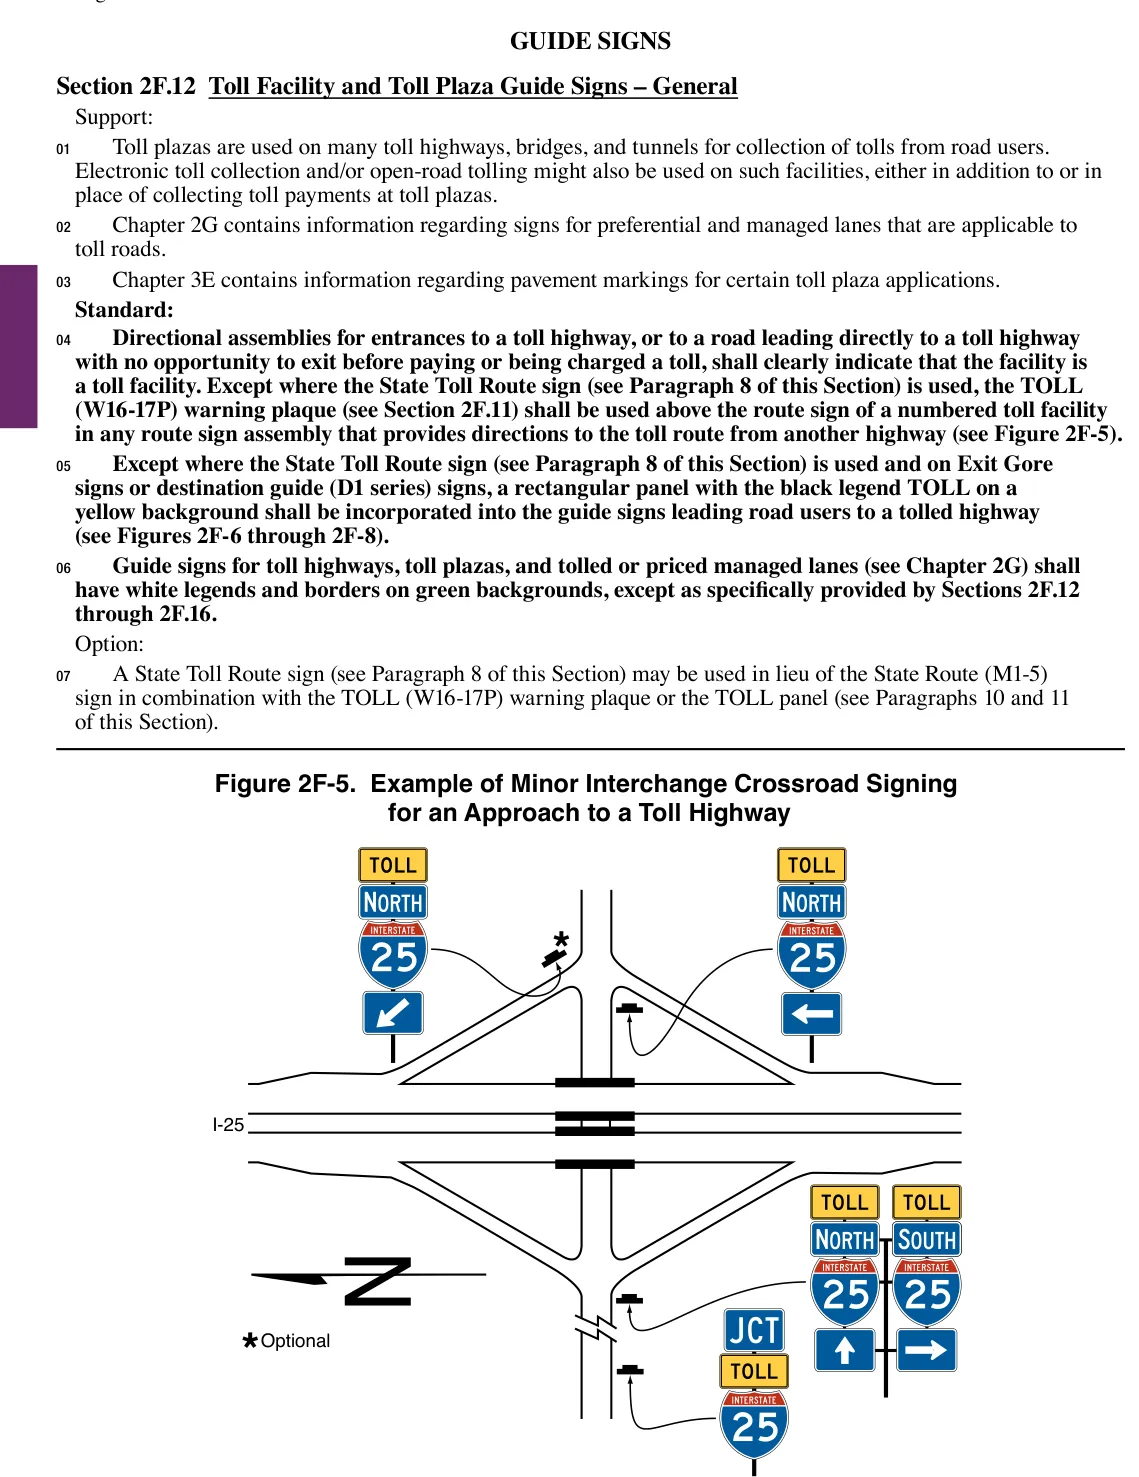 GUIDE SIGNS
Section 2F.12 Toll Facility and Toll Plaza Guide Signs – General
Support:
01 Toll plazas are used on many toll highways, bridges, and tunnels for collection of tolls from road users.
Electronic toll collection and/or open-road tolling might also be used on such facilities, either in addition to or in
place of collecting toll payments at toll plazas.
02 Chapter 2G contains information regarding signs for preferential and managed lanes that are applicable to
toll roads.
03 Chapter 3E contains information regarding pavement markings for certain toll plaza applications.
Standard:
04 Directional assemblies for entrances to a toll highway, or to a road leading directly to a toll highway
with no opportunity to exit before paying or being charged a toll, shall clearly indicate that the facility is
a toll facility. Except where the State Toll Route sign (see Paragraph 8 of this Section) is used, the TOLL
(W16-17P) warning plaque (see Section 2F.11) shall be used above the route sign of a numbered toll facility
in any route sign assembly that provides directions to the toll route from another highway (see Figure 2F-5).
05 Except where the State Toll Route sign (see Paragraph 8 of this Section) is used and on Exit Gore
signs or destination guide (D1 series) signs, a rectangular panel with the black legend TOLL on a
yellow background shall be incorporated into the guide signs leading road users to a tolled highway
(see Figures 2F-6 through 2F-8).
06 Guide signs for toll highways, toll plazas, and tolled or priced managed lanes (see Chapter 2G) shall
have white legends and borders on green backgrounds, except as specifically provided by Sections 2F.12
through 2F.16.
Option:
07 A State Toll Route sign (see Paragraph 8 of this Section) may be used in lieu of the State Route (M1-5)
sign in combination with the TOLL (W16-17P) warning plaque or the TOLL panel (see Paragraphs 10 and 11
of this Section).
Figure 2F-5. Example of Minor Interchange Crossroad Signing
for an Approach to a Toll Highway
TOLL
NORTH
INTERSTATE
25
*
TOLL
NORTH
INTERSTATE
25
I-25
TOLL
NORTH
INTERSTATE
25
TOLL
SOUTH
INTERSTATE
25
N
* Optional
JCT
TOLL
INTERSTATE
25